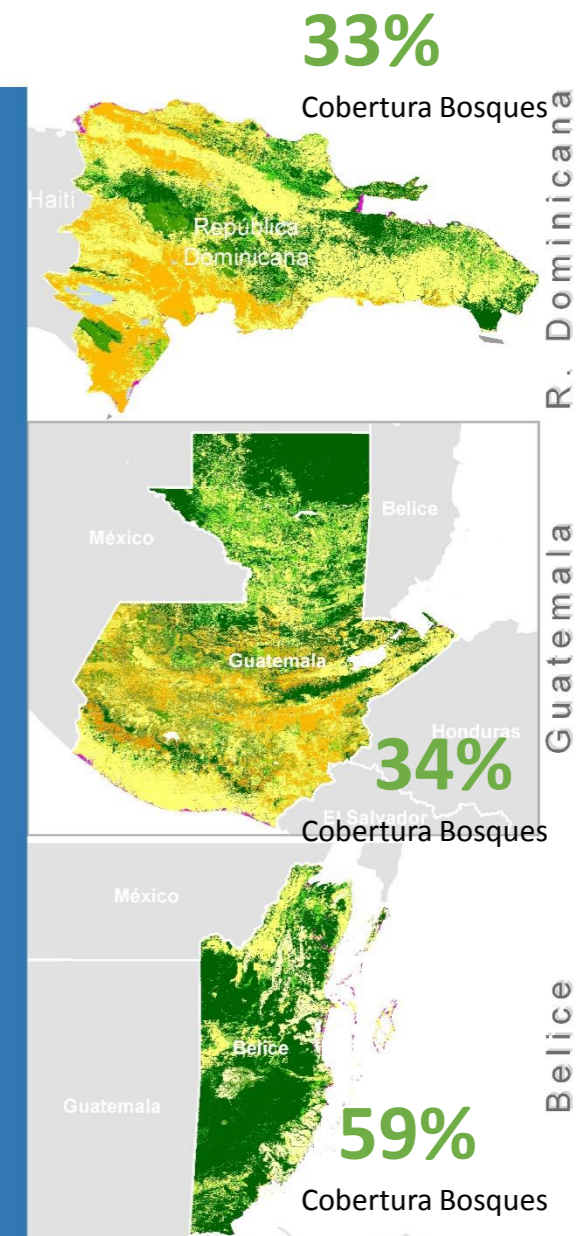 33%
Cobertura Bosques
Haití
República
Dominicana
R. Dominicana
México
Belice
Guatemala
Honduras
El Salvador
34%
Cobertura Bosques
Guatemala
México
Belice
Guatemala
59%
Cobertura Bosques
Belice